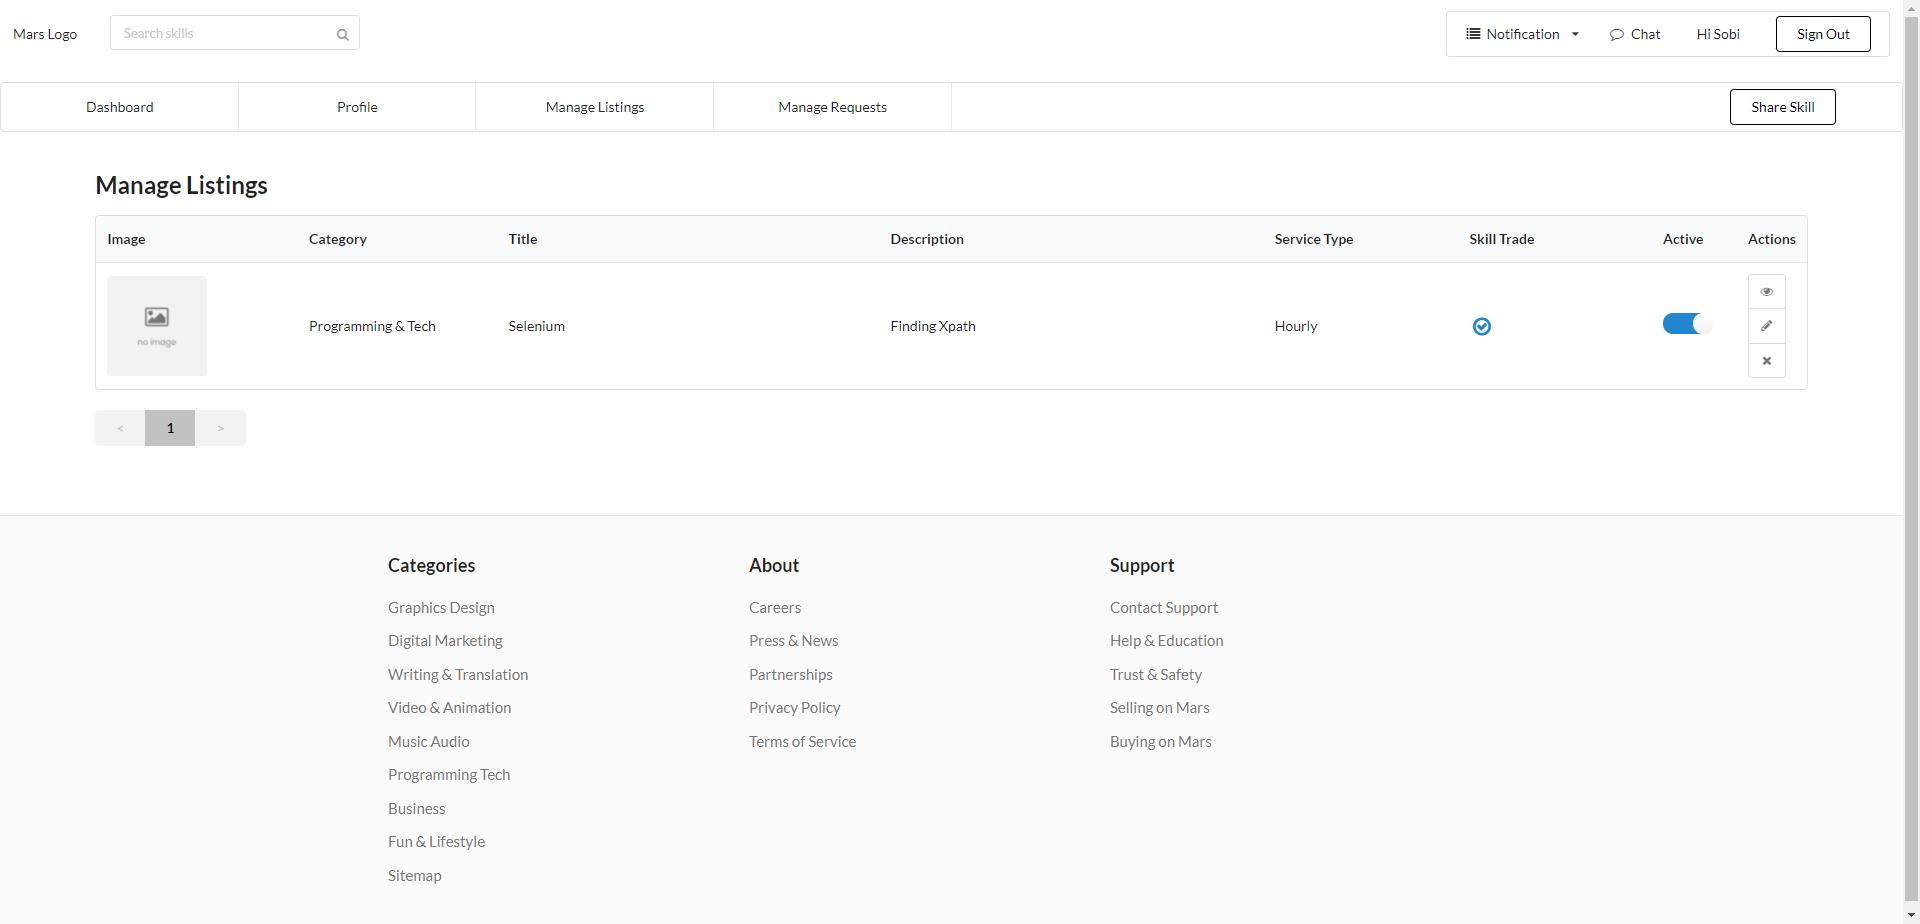 Mars Logo Search skills Notification Chat Hi Sobi Sign Out
Dashboard Profile Manage Listings Manage Requests Share Skill
Manage Listings
Image Category Title Description Service Type Skill Trade Active Actions
no image Programming & Tech Selenium Finding Xpath Hourly
< 1 >
Categories About Support
Graphics Design Careers Contact Support
Digital Marketing Press & News Help & Education
Writing & Translation Partnerships Trust & Safety
Video & Animation Privacy Policy Selling on Mars
Music Audio Terms of Service Buying on Mars
Programming Tech
Business
Fun & Lifestyle
Sitemap